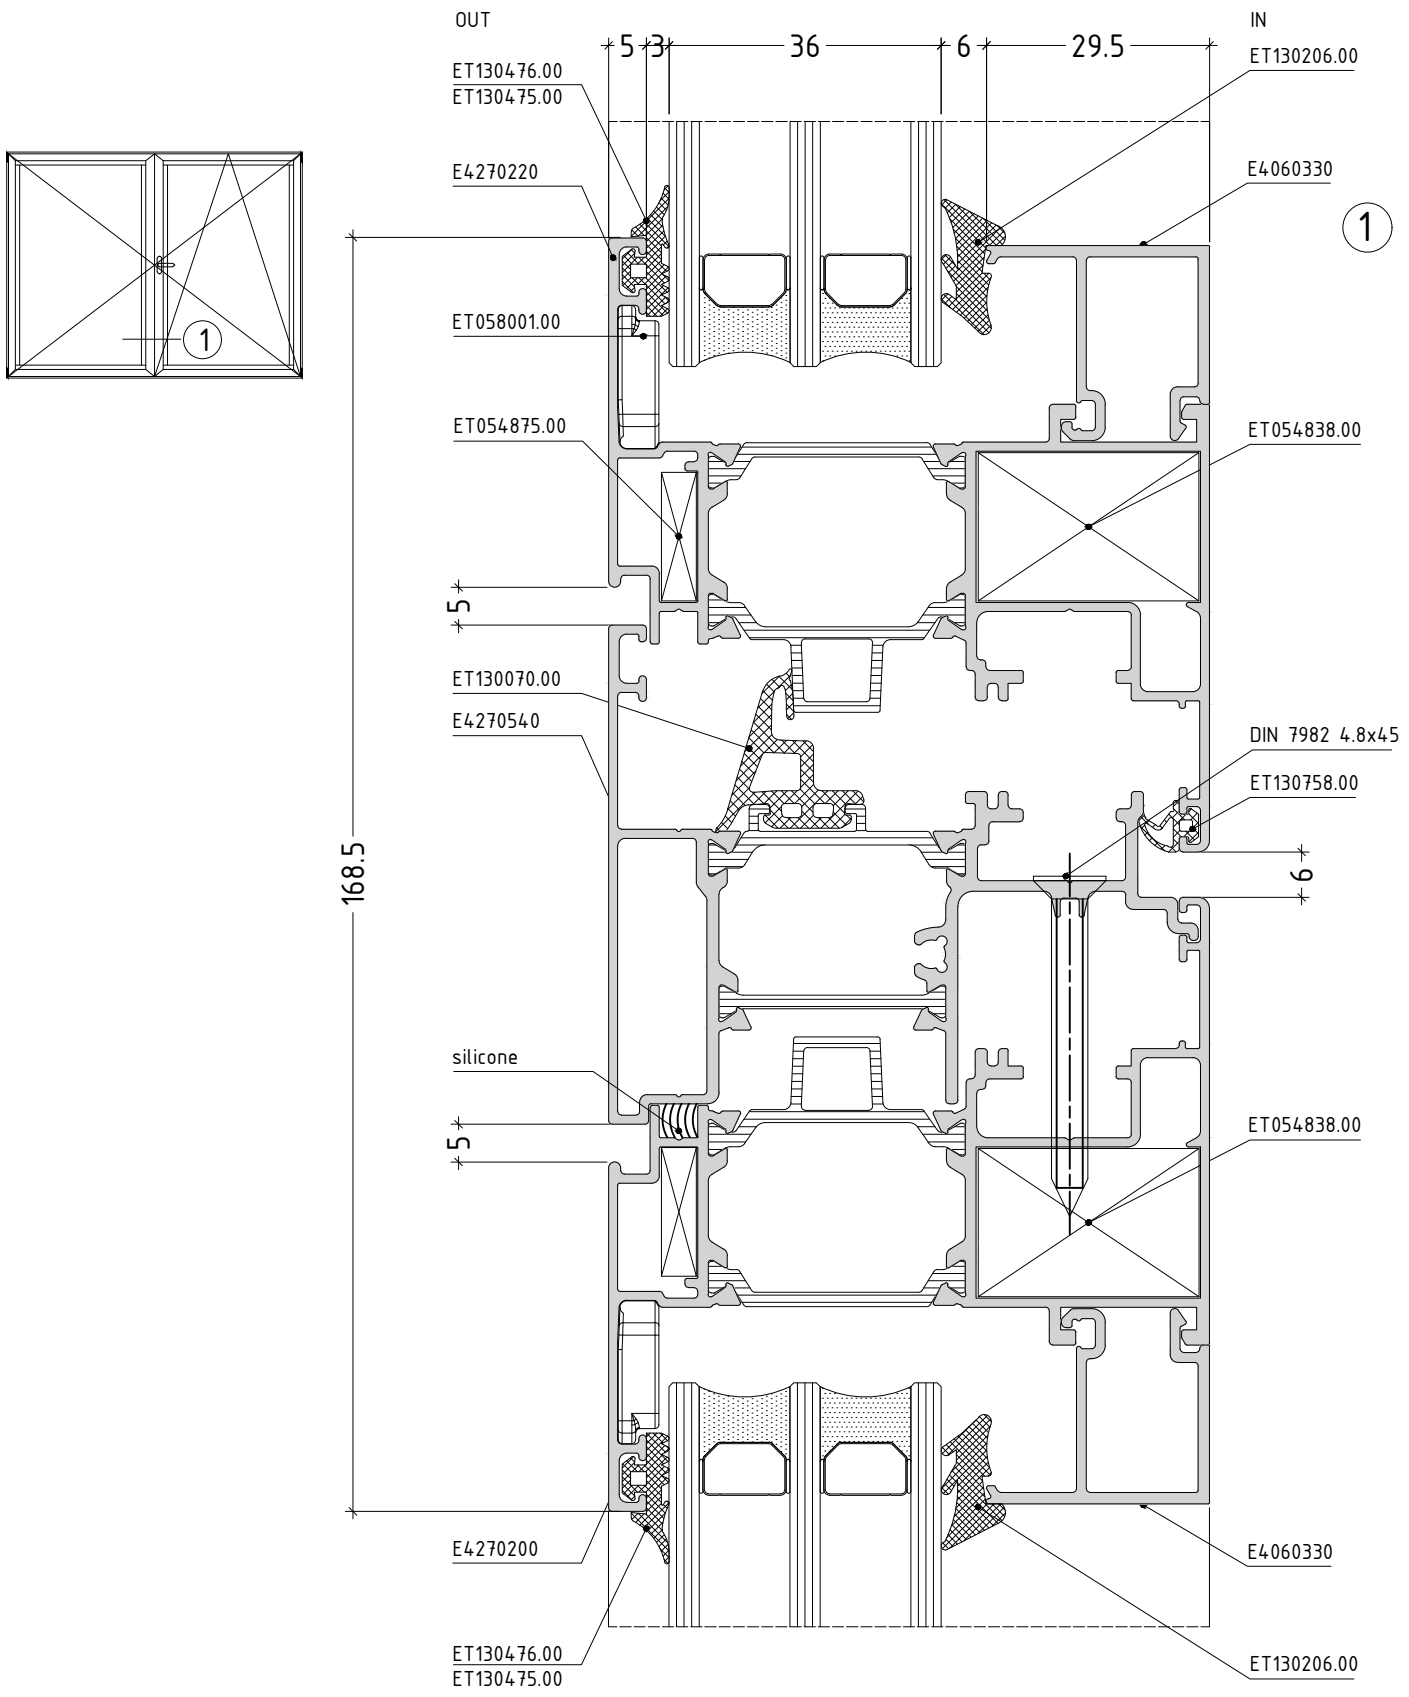 OUT
IN
5 3 36 6 29.5
ET130476.00
ET130475.00
ET130206.00
E4270220
E4060330
1
ET058001.00
1
ET054875.00
ET054838.00
5
ET130070.00
E4270540
DIN 7982 4.8x45
ET130758.00
168.5
6
silicone
5
ET054838.00
E4270200
E4060330
ET130476.00
ET130475.00
ET130206.00